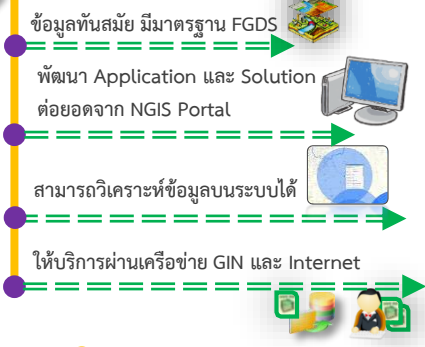 ข้อมูลทันสมัย มีมาตรฐาน FGDS
พัฒนา Application และ Solution
ต่อยอดจาก NGIS Portal
สามารถวิเคราะห์ข้อมูลบนระบบได้
ให้บริการผ่านเครือข่าย GIN และ Internet